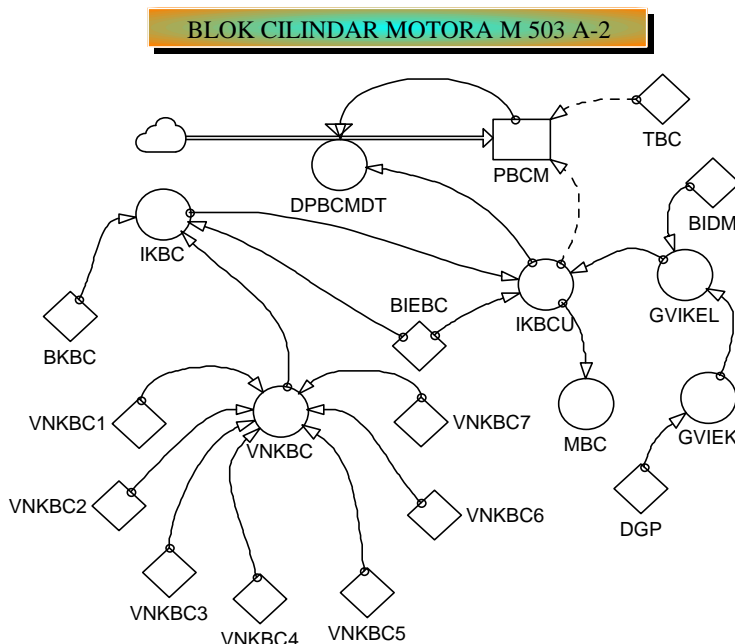 BLOK CILINDAR MOTORA M 503 A-2
TBC
PBCM
DPBCMDT
BIDM
IKBC
GVIKEL
BIEBC
IKBCU
BKBC
VNKBC1
VNKBC7
MBC
GVIEK
VNKBC
VNKBC2
VNKBC6
DGP
VNKBC3
VNKBC4
VNKBC5